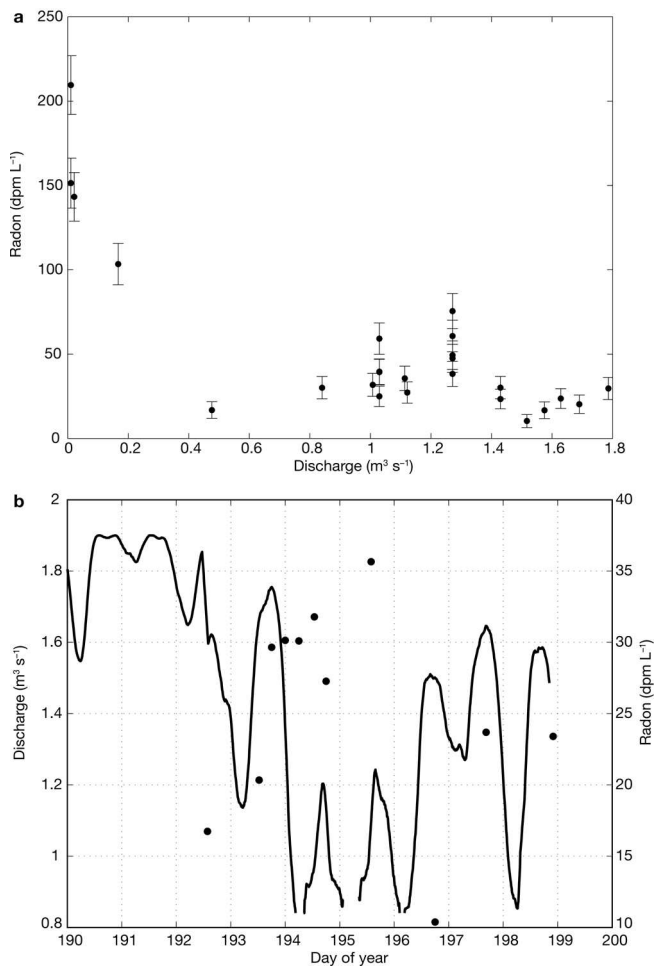 a
250
200
150
100
50
0
Radon (dpm L⁻¹)
0 0.2 0.4 0.6 0.8 1 1.2 1.4 1.6 1.8
Discharge (m³ s⁻¹)
b
2
1.8
1.6
1.4
1.2
1
0.8
Discharge (m³ s⁻¹)
40
35
30
25
20
15
10
Radon (dpm L⁻¹)
190 191 192 193 194 195 196 197 198 199 200
Day of year